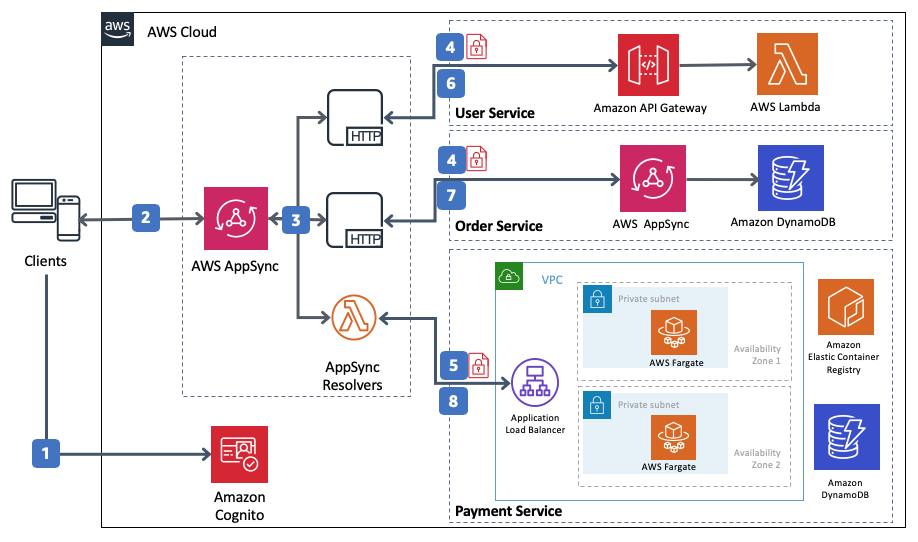 aws
AWS Cloud
4
6
Amazon API Gateway
AWS Lambda
User Service
HTTP
4
7
AWS AppSync
Amazon DynamoDB
Order Service
HTTP
Clients
2
AWS AppSync
3
AppSync
Resolvers
5
8
VPC
Private subnet
AWS Fargate
Availability
Zone 1
Application
Load Balancer
Private subnet
AWS Fargate
Availability
Zone 2
Amazon
Elastic Container
Registry
Amazon
DynamoDB
Payment Service
1
Amazon
Cognito